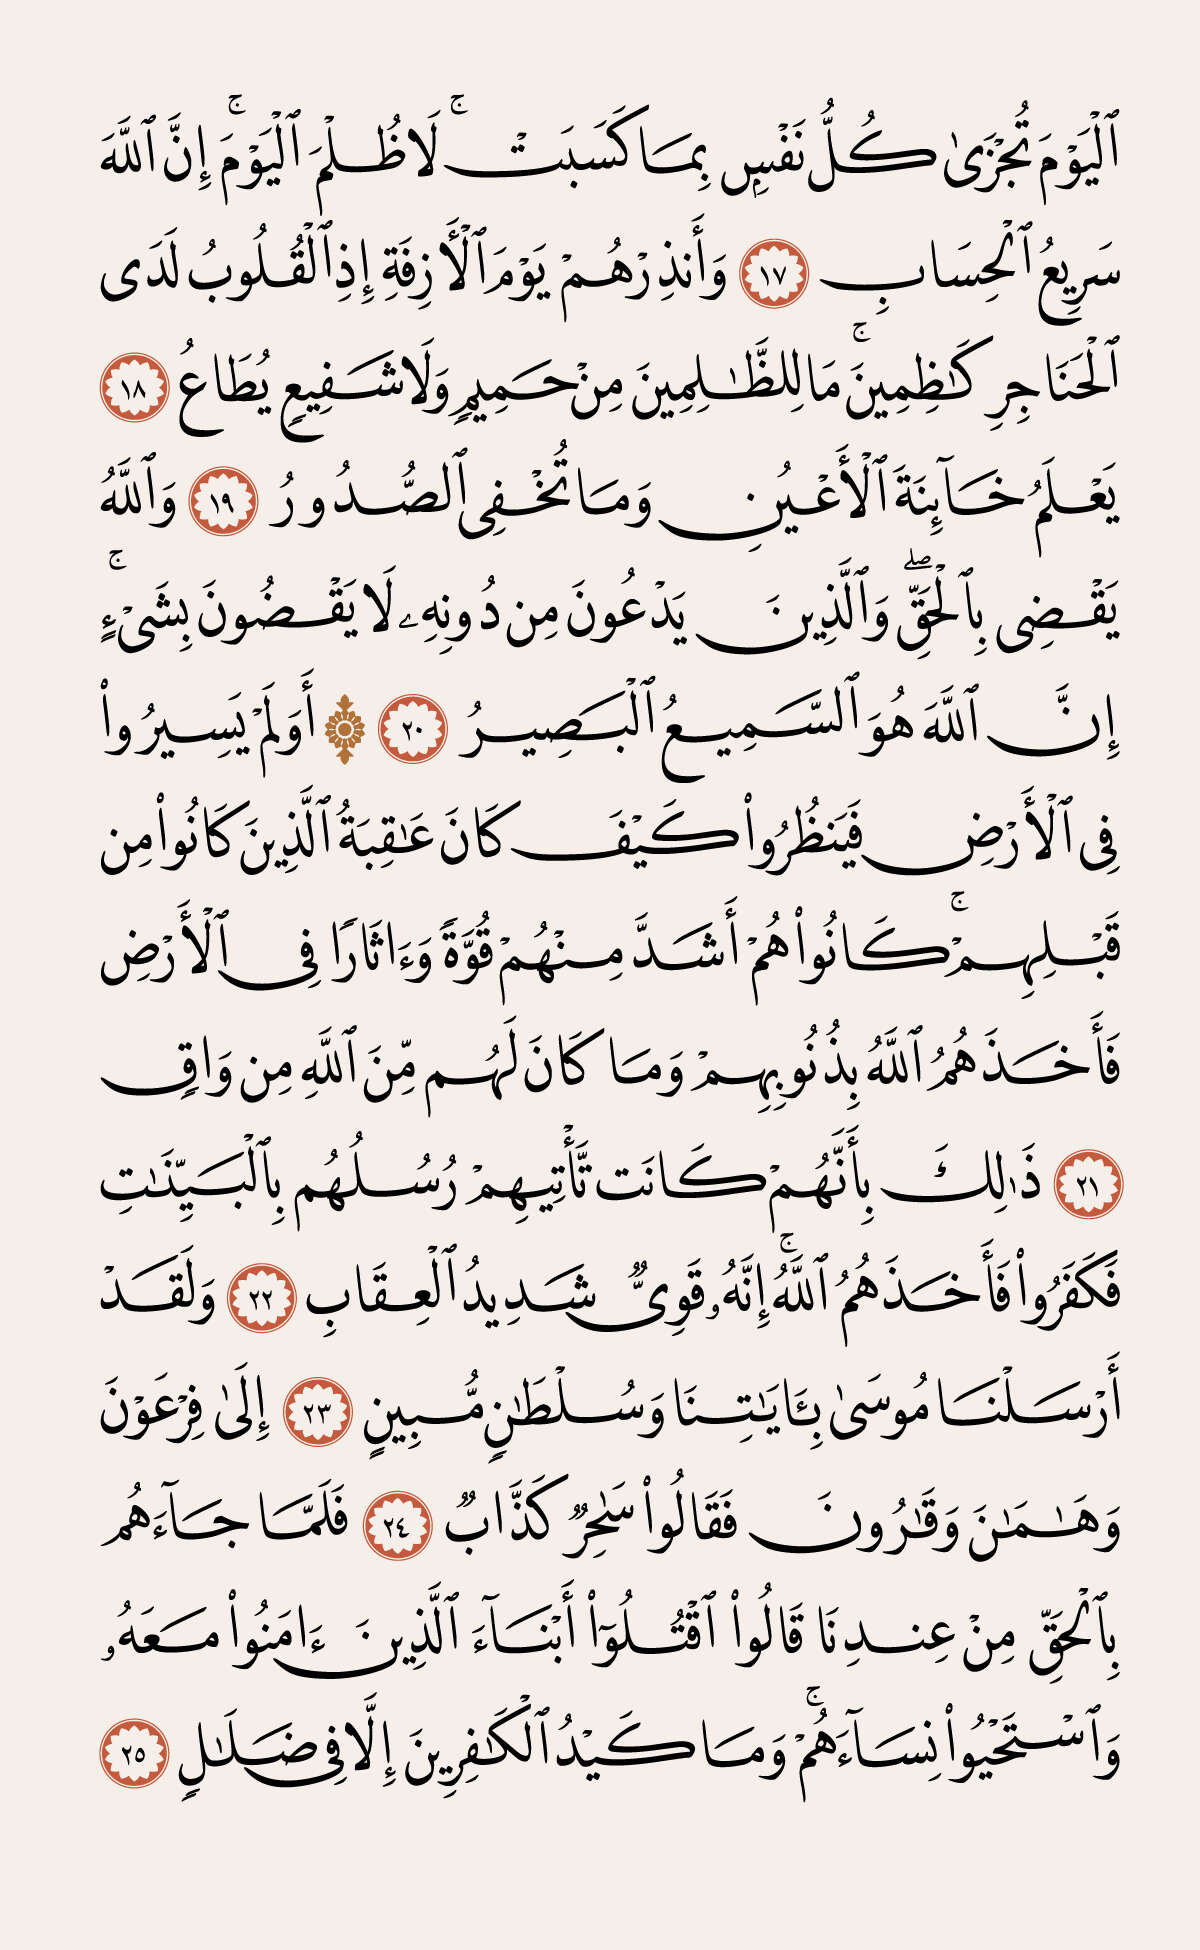 ٱلْيَوْمَ تُجْزَىٰ كُلُّ نَفْسٍۭ بِمَا كَسَبَتْ ۚ لَا ظُلْمَ ٱلْيَوْمَ ۚ إِنَّ ٱللَّهَ
سَرِيعُ ٱلْحِسَابِ ١٧ وَأَنذِرْهُمْ يَوْمَ ٱلْأَزِفَةِ إِذِ ٱلْقُلُوبُ لَدَى
ٱلْحَنَاجِرِ كَٰظِمِينَ ۚ مَا لِلظَّٰلِمِينَ مِنْ حَمِيمٍ وَلَا شَفِيعٍ يُطَاعُ ١٨
يَعْلَمُ خَآئِنَةَ ٱلْأَعْيُنِ وَمَا تُخْفِى ٱلصُّدُورُ ١٩ وَٱللَّهُ
يَقْضِى بِٱلْحَقِّ ۖ وَٱلَّذِينَ يَدْعُونَ مِن دُونِهِۦ لَا يَقْضُونَ بِشَىْءٍ ۚ
إِنَّ ٱللَّهَ هُوَ ٱلسَّمِيعُ ٱلْبَصِيرُ ٢٠ ۞ أَوَلَمْ يَسِيرُوا۟
فِى ٱلْأَرْضِ فَيَنظُرُوا۟ كَيْفَ كَانَ عَٰقِبَةُ ٱلَّذِينَ كَانُوا۟ مِن
قَبْلِهِمْ ۚ كَانُوا۟ هُمْ أَشَدَّ مِنْهُمْ قُوَّةً وَءَاثَارًا فِى ٱلْأَرْضِ
فَأَخَذَهُمُ ٱللَّهُ بِذُنُوبِهِمْ وَمَا كَانَ لَهُم مِّنَ ٱللَّهِ مِن وَاقٍ
٢١ ذَٰلِكَ بِأَنَّهُمْ كَانَت تَّأْتِيهِمْ رُسُلُهُم بِٱلْبَيِّنَٰتِ
فَكَفَرُوا۟ فَأَخَذَهُمُ ٱللَّهُ ۚ إِنَّهُۥ قَوِىٌّ شَدِيدُ ٱلْعِقَابِ ٢٢ وَلَقَدْ
أَرْسَلْنَا مُوسَىٰ بِـَٔايَٰتِنَا وَسُلْطَٰنٍ مُّبِينٍ ٢٣ إِلَىٰ فِرْعَوْنَ
وَهَٰمَٰنَ وَقَٰرُونَ فَقَالُوا۟ سَٰحِرٌ كَذَّابٌ ٢٤ فَلَمَّا جَآءَهُم
بِٱلْحَقِّ مِنْ عِندِنَا قَالُوا۟ ٱقْتُلُوٓا۟ أَبْنَآءَ ٱلَّذِينَ ءَامَنُوا۟ مَعَهُۥ
وَٱسْتَحْيُوا۟ نِسَآءَهُمْ ۚ وَمَا كَيْدُ ٱلْكَٰفِرِينَ إِلَّا فِى ضَلَٰلٍ ٢٥